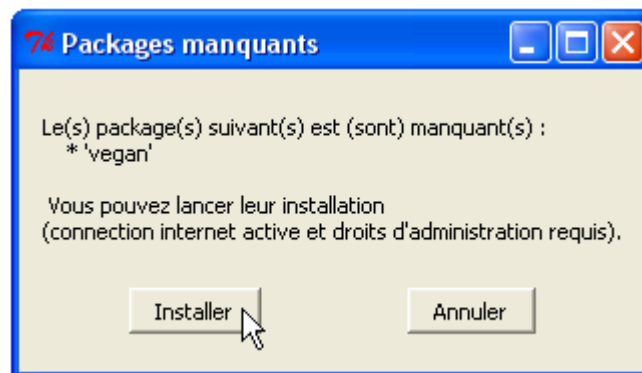 Packages manquants
Le(s) package(s) suivant(s) est (sont) manquant(s) :
* 'vegan'
Vous pouvez lancer leur installation
(connection internet active et droits d'administration requis).
Installer
Annuler